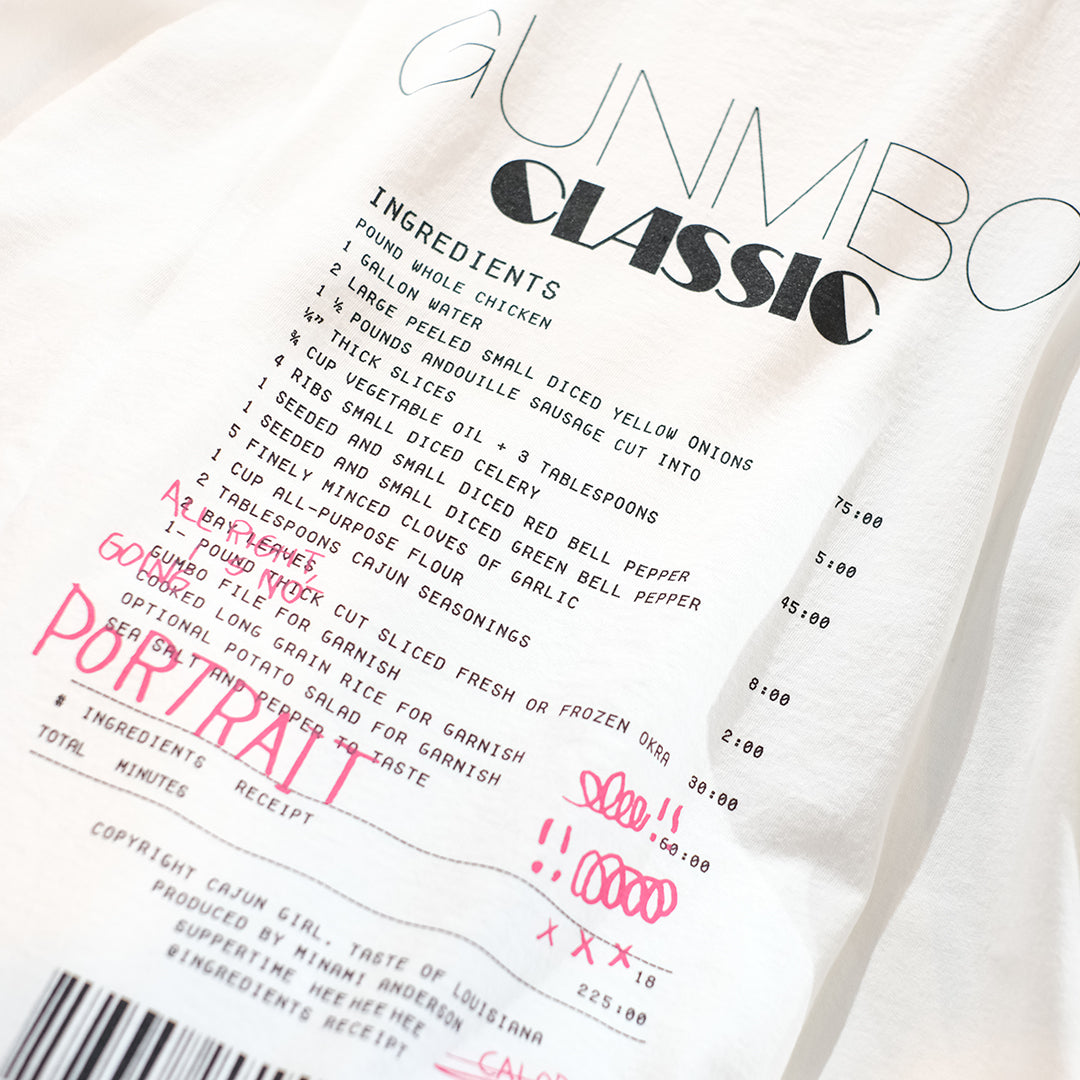 GUNMBO
CLASSIC
INGREDIENTS
POUND WHOLE CHICKEN
1 GALLON WATER
2 LARGE PEELED SMALL DICED YELLOW ONIONS
1 ½ POUNDS ANDOUILLE SAUSAGE CUT INTO
¼” THICK SLICES
¾ CUP VEGETABLE OIL + 3 TABLESPOONS
4 RIBS SMALL DICED CELERY
1 SEEDED AND SMALL DICED RED BELL PEPPER
1 SEEDED AND SMALL DICED GREEN BELL PEPPER
5 FINELY MINCED CLOVES OF GARLIC
1 CUP ALL-PURPOSE FLOUR
2 TABLESPOONS CAJUN SEASONINGS
2 BAY LEAVES
1- POUND THICK CUT SLICED FRESH OR FROZEN OKRA
GUMBO FILE FOR GARNISH
COOKED LONG GRAIN RICE FOR GARNISH
OPTIONAL POTATO SALAD FOR GARNISH
SEA SALT AND PEPPER TO TASTE
75:00
5:00
45:00
8:00
2:00
30:00
60:00
ALL RIGHT,
I'S NOT
GOING
PORTRAIT
!!
!!
XXX
# INGREDIENTS RECEIPT 18
TOTAL MINUTES 225:00
COPYRIGHT CAJUN GIRL, TASTE OF LOUISIANA
PRODUCED BY MINAMI ANDERSON
SUPPERTIME HEE HEE HEE
@INGREDIENTS RECEIPT